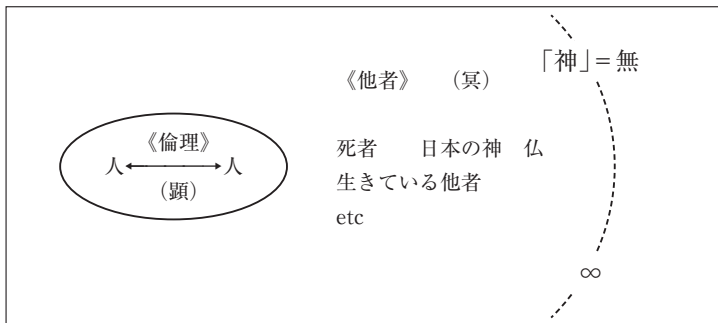 「神」＝無
《他者》　（冥）
《倫理》
人←→人
（顕）
死者　　日本の神　仏
生きている他者
etc
∞